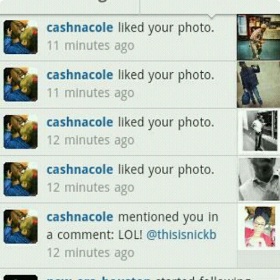 cashnacole liked your photo.
11 minutes ago
cashnacole liked your photo.
11 minutes ago
cashnacole liked your photo.
12 minutes ago
cashnacole liked your photo.
12 minutes ago
cashnacole mentioned you in
a comment: LOL! @thisisnickb
12 minutes ago
started following